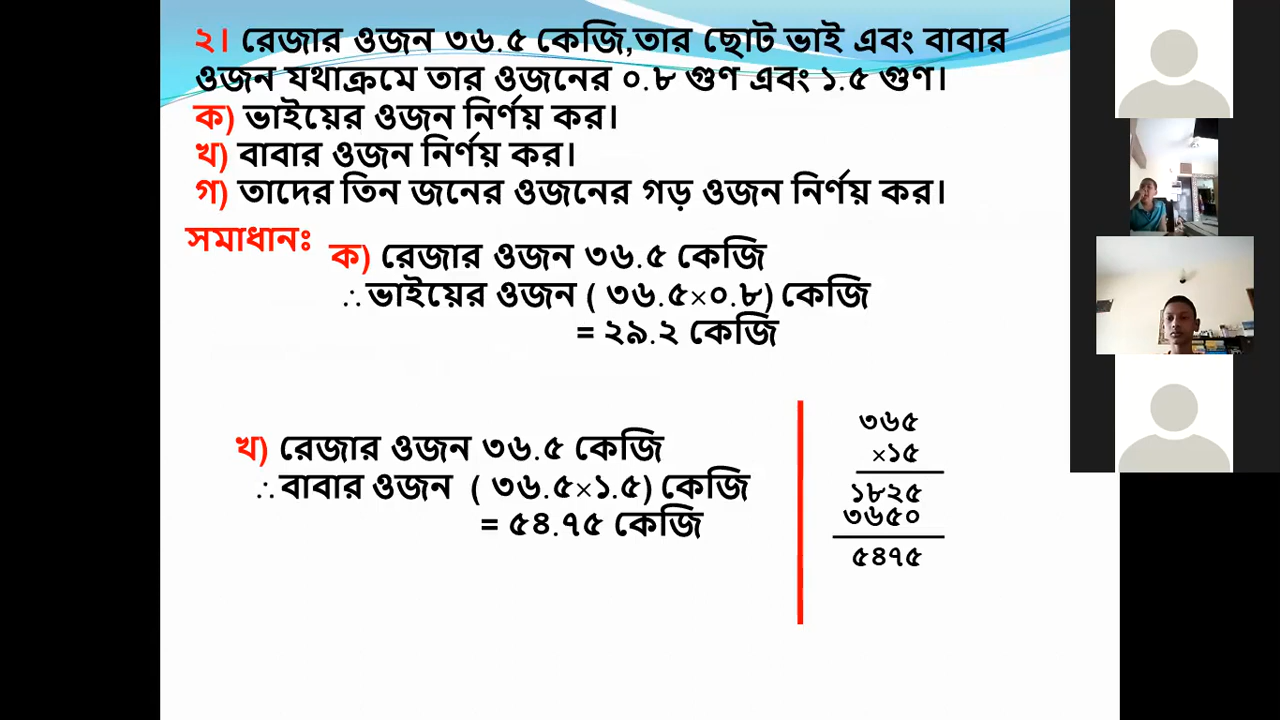 ২। রেজার ওজন ৩৬.৫ কেজি,তার ছোট ভাই এবং বাবার
ওজন যথাক্রমে তার ওজনের ০.৮ গুণ এবং ১.৫ গুণ।
ক) ভাইয়ের ওজন নির্ণয় কর।
খ) বাবার ওজন নির্ণয় কর।
গ) তাদের তিন জনের ওজনের গড় ওজন নির্ণয় কর।
সমাধানঃ
ক) রেজার ওজন ৩৬.৫ কেজি
∴ ভাইয়ের ওজন ( ৩৬.৫×০.৮) কেজি
= ২৯.২ কেজি
খ) রেজার ওজন ৩৬.৫ কেজি
∴ বাবার ওজন ( ৩৬.৫×১.৫) কেজি
= ৫৪.৭৫ কেজি
৩৬৫
×১৫
১৮২৫
৩৬৫০
৫৪৭৫